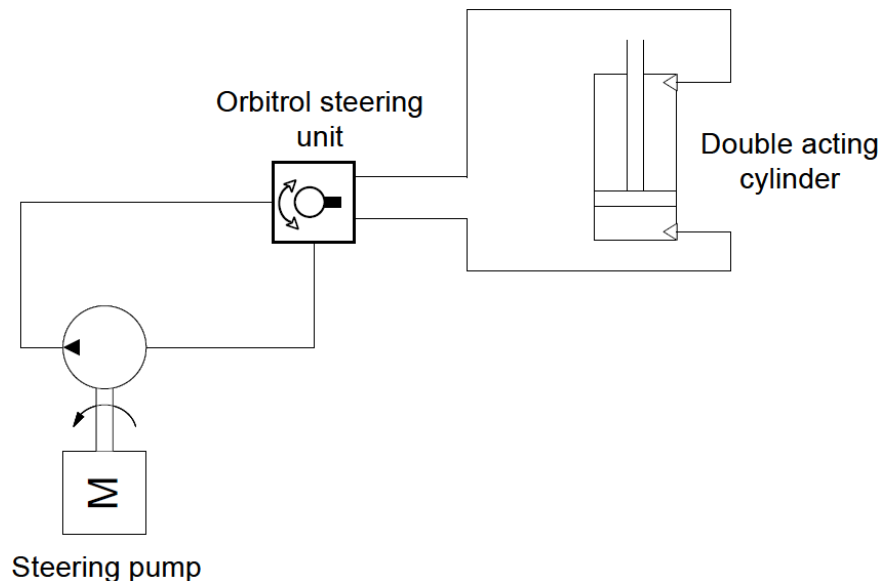 Orbitrol steering
unit
Double acting
cylinder
M
Steering pump